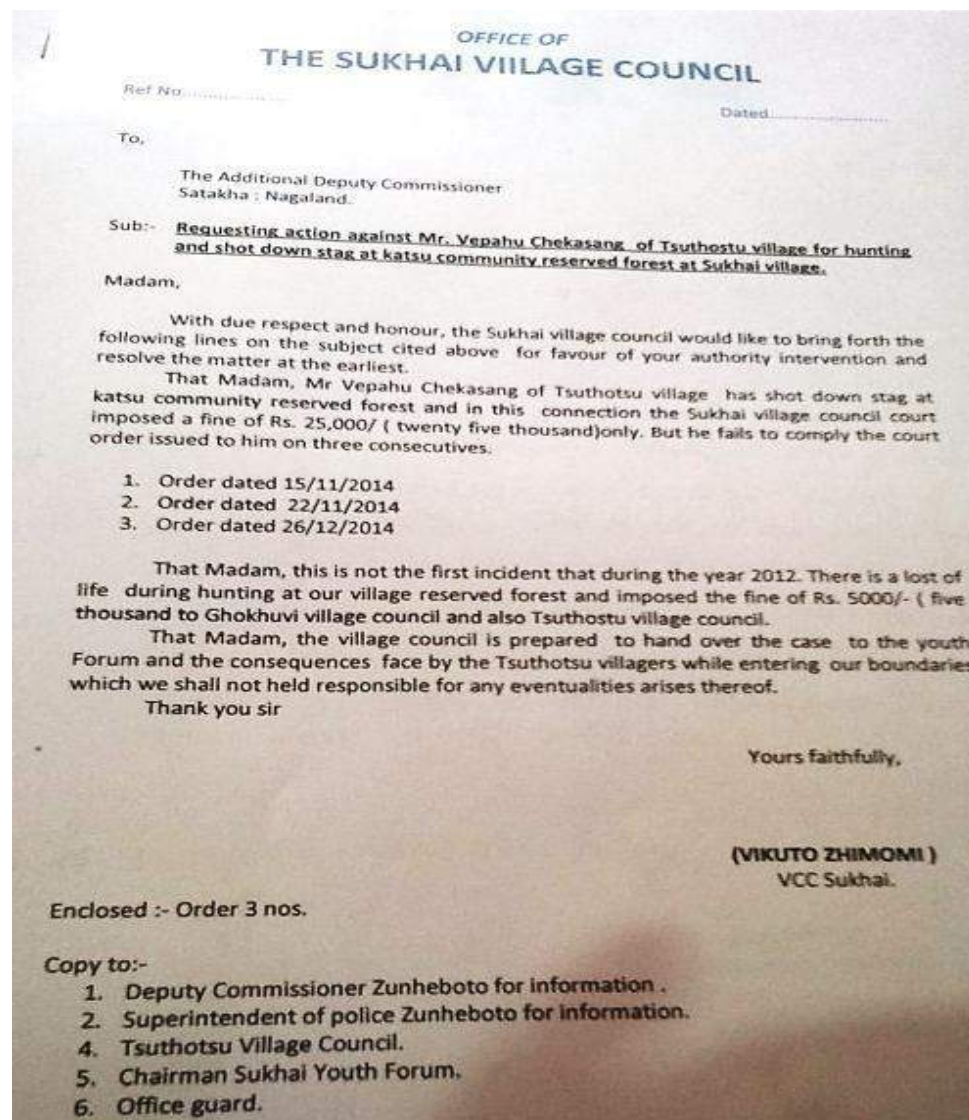 OFFICE OF
THE SUKHAI VIILAGE COUNCIL
Ref No..................
Dated.....................
To,
The Additional Deputy Commissioner
Satakha : Nagaland.
Sub:- Requesting action against Mr. Vepahu Chekasang of Tsuthostu village for hunting
and shot down stag at katsu community reserved forest at Sukhai village.
Madam,
With due respect and honour, the Sukhai village council would like to bring forth the
following lines on the subject cited above for favour of your authority intervention and
resolve the matter at the earliest.
That Madam, Mr Vepahu Chekasang of Tsuthotsu village has shot down stag at
katsu community reserved forest and in this connection the Sukhai village council court
imposed a fine of Rs. 25,000/ ( twenty five thousand)only. But he fails to comply the court
order issued to him on three consecutives.
1. Order dated 15/11/2014
2. Order dated 22/11/2014
3. Order dated 26/12/2014
That Madam, this is not the first incident that during the year 2012. There is a lost of
life during hunting at our village reserved forest and imposed the fine of Rs. 5000/- ( five
thousand to Ghokhuvi village council and also Tsuthostu village council.
That Madam, the village council is prepared to hand over the case to the youth
Forum and the consequences face by the Tsuthotsu villagers while entering our boundaries
which we shall not held responsible for any eventualities arises thereof.
Thank you sir
Yours faithfully,
(VIKUTO ZHIMOMI )
VCC Sukhai.
Enclosed :- Order 3 nos.
Copy to:-
1. Deputy Commissioner Zunheboto for information .
2. Superintendent of police Zunheboto for information.
4. Tsuthotsu Village Council.
5. Chairman Sukhai Youth Forum.
6. Office guard.